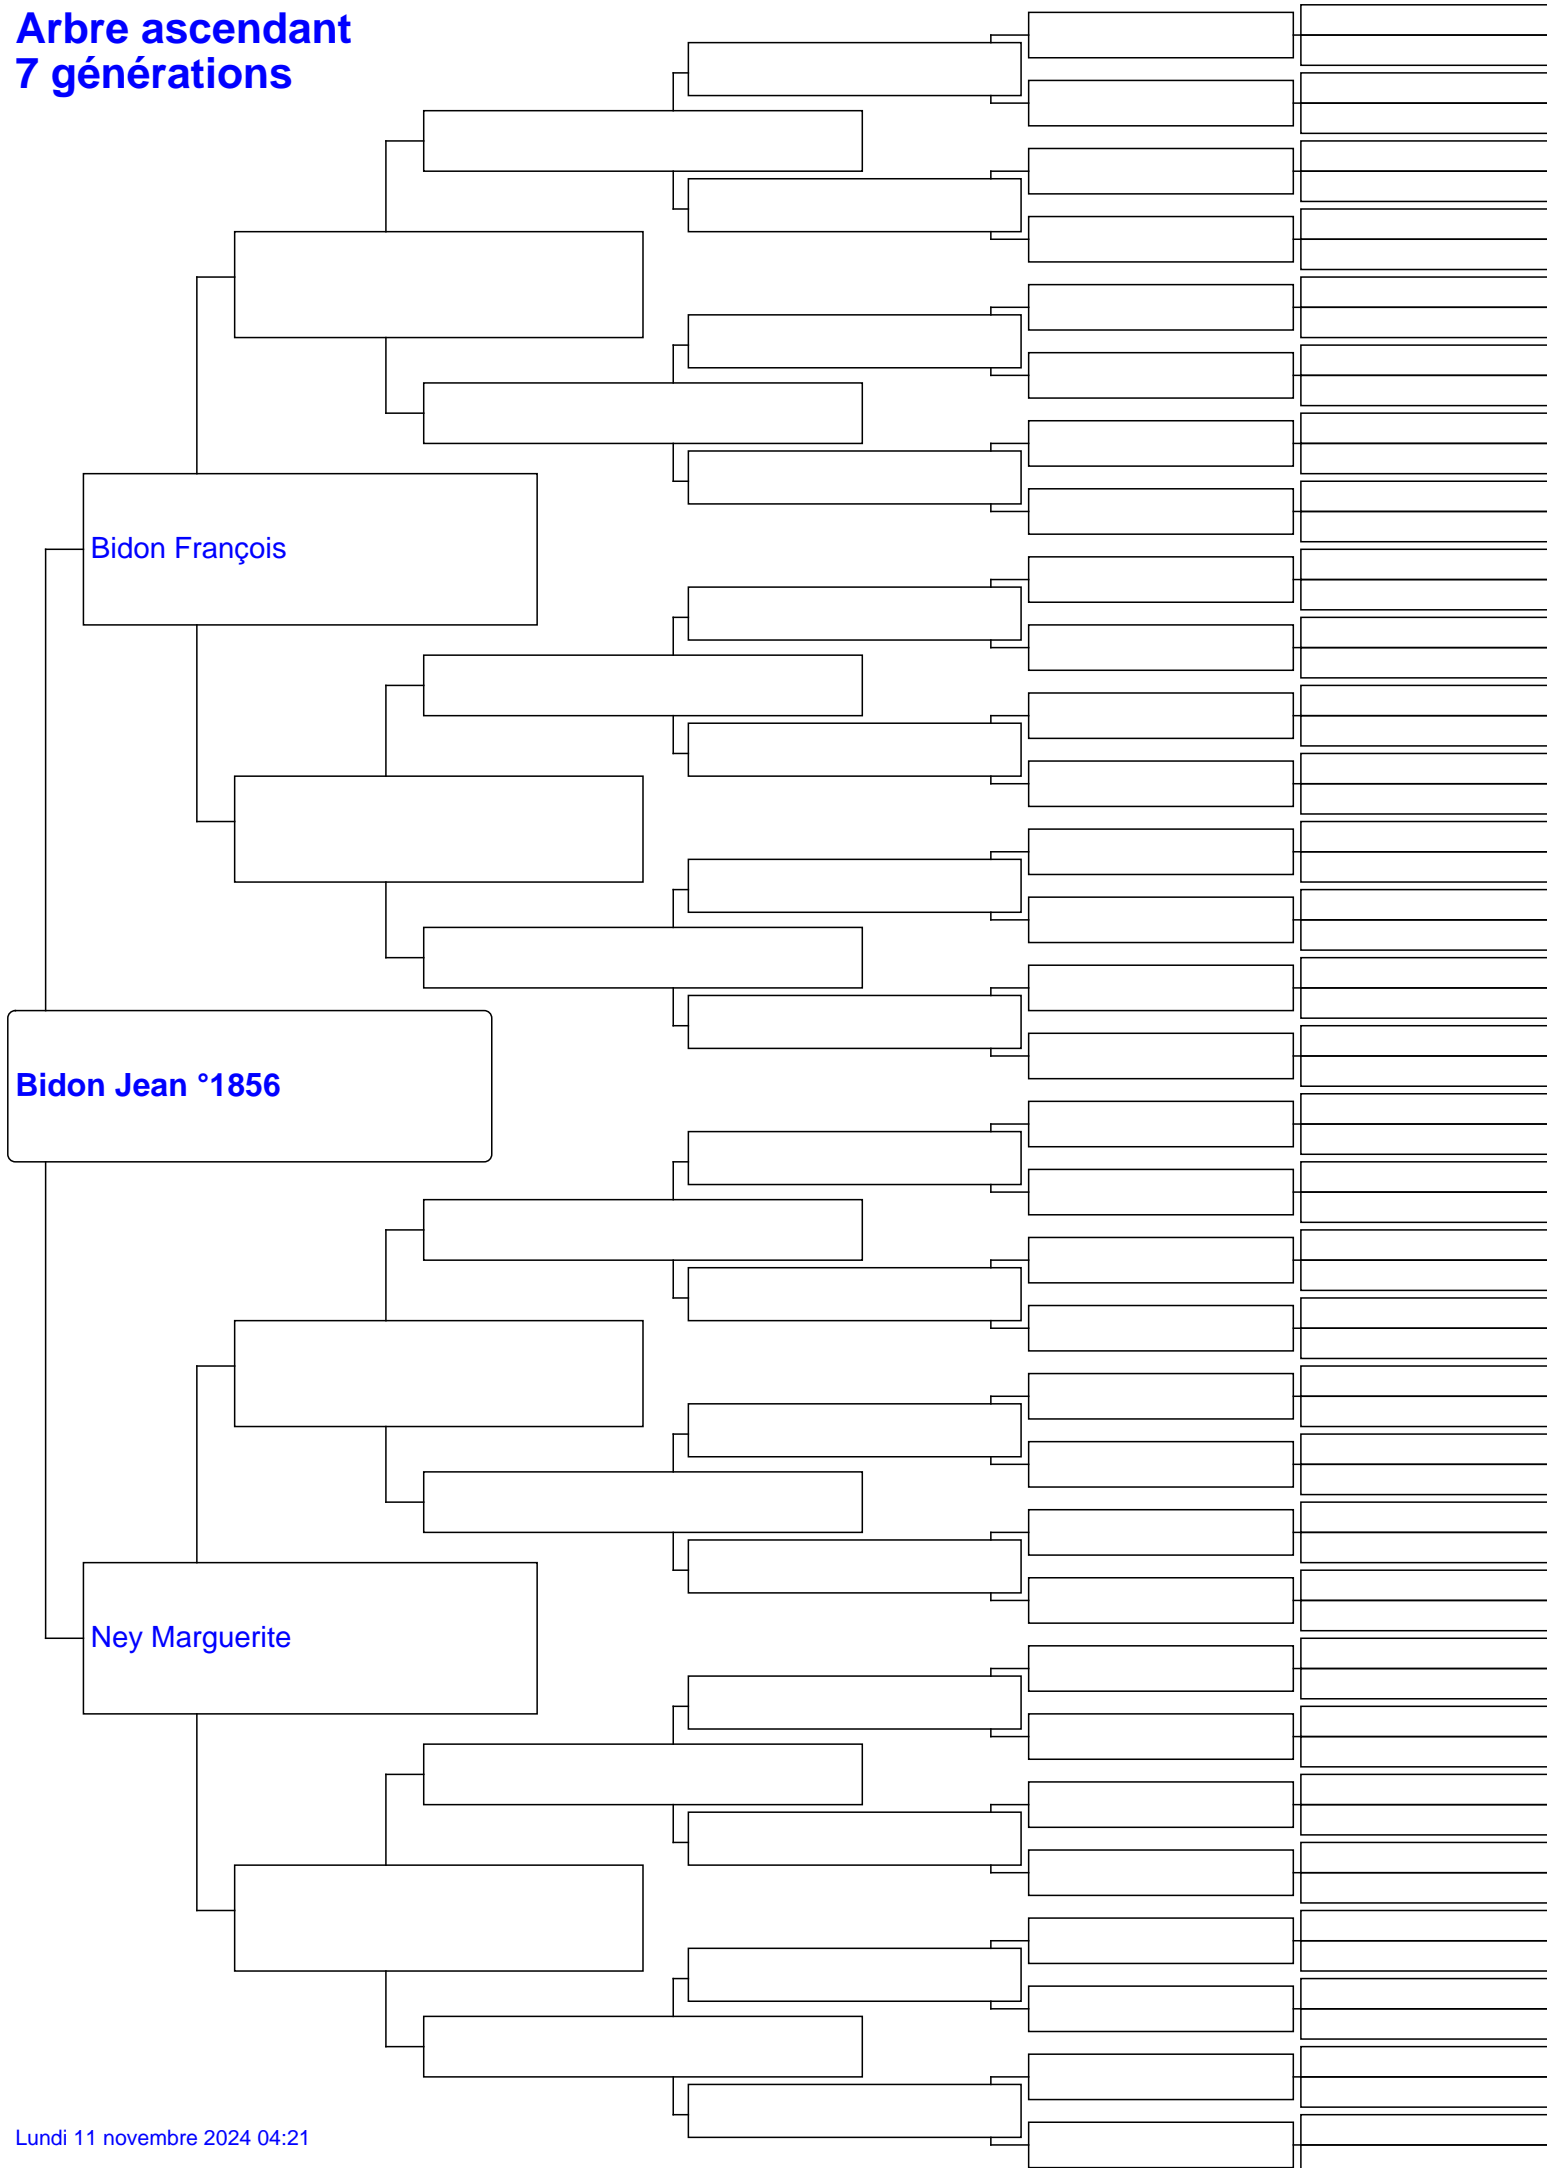 Arbre ascendant
7 générations
Bidon François
Bidon Jean °1856
Ney Marguerite
Lundi 11 novembre 2024 04:21